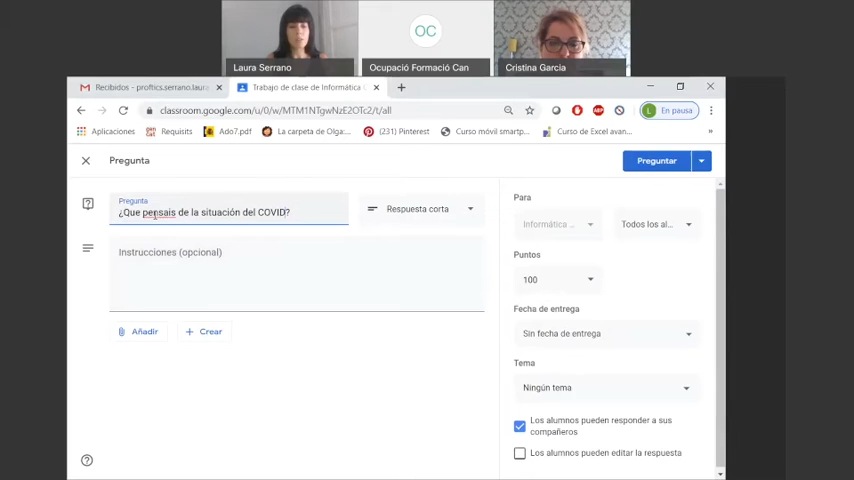 OC
Laura Serrano
Ocupació Formació Can
Cristina Garcia
Recibidos - proftics.serrano.laura
Trabajo de clase de Informática
classroom.google.com/u/0/w/MTM1NTgwNzE2OTc2/t/all
ABP
L
En pausa
Aplicaciones
gen cat
Requisits
Ado7.pdf
La carpeta de Olga:...
(231) Pinterest
Curso móvil smartp...
Curso de Excel avan...
Pregunta
Preguntar
Pregunta
¿Que pensais de la situación del COVID?
Respuesta corta
Instrucciones (opcional)
Añadir
Crear
Para
Informática ...
Todos los al...
Puntos
100
Fecha de entrega
Sin fecha de entrega
Tema
Ningún tema
Los alumnos pueden responder a sus
compañeros
Los alumnos pueden editar la respuesta